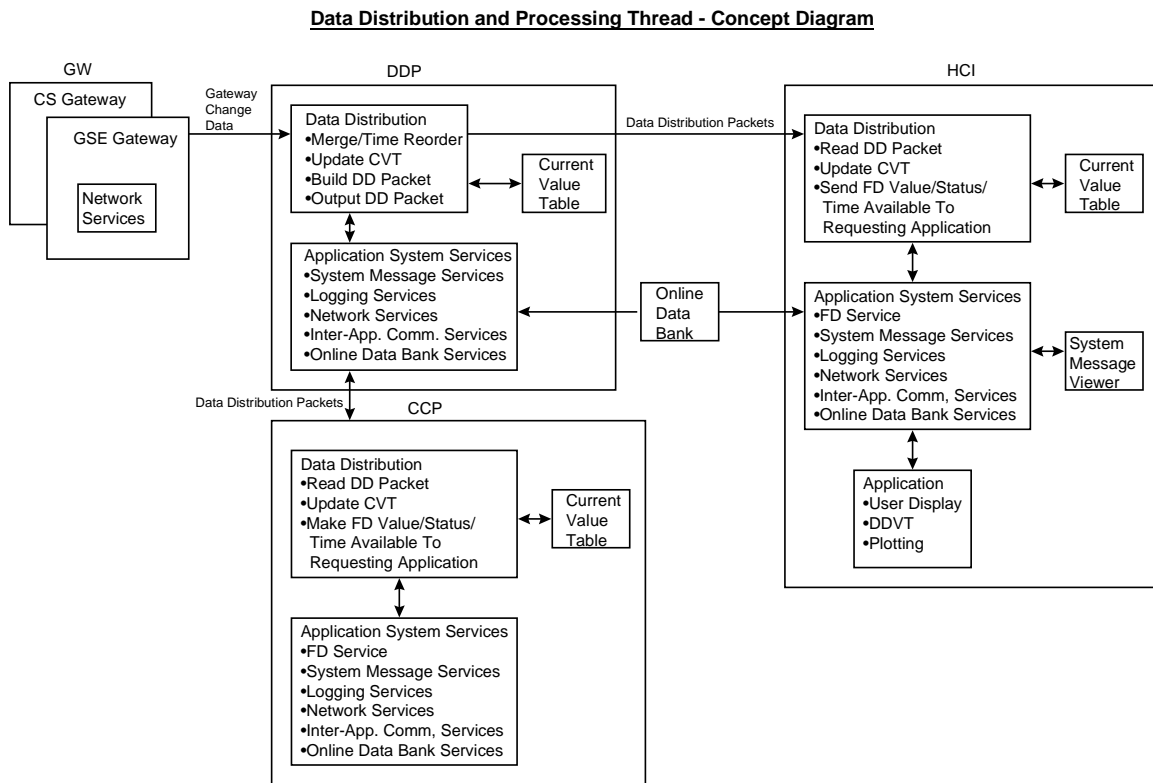 Data Distribution and Processing Thread - Concept Diagram
GW
CS Gateway
GSE Gateway
Network
Services
Gateway
Change
Data
DDP
Data Distribution
•Merge/Time Reorder
•Update CVT
•Build DD Packet
•Output DD Packet
Current
Value
Table
Application System Services
•System Message Services
•Logging Services
•Network Services
•Inter-App. Comm. Services
•Online Data Bank Services
Data Distribution Packets
Online
Data
Bank
HCI
Data Distribution
•Read DD Packet
•Update CVT
•Send FD Value/Status/
Time Available To
Requesting Application
Current
Value
Table
Application System Services
•FD Service
•System Message Services
•Logging Services
•Network Services
•Inter-App. Comm, Services
•Online Data Bank Services
System
Message
Viewer
Application
•User Display
•DDVT
•Plotting
Data Distribution Packets
CCP
Data Distribution
•Read DD Packet
•Update CVT
•Make FD Value/Status/
Time Available To
Requesting Application
Current
Value
Table
Application System Services
•FD Service
•System Message Services
•Logging Services
•Network Services
•Inter-App. Comm, Services
•Online Data Bank Services